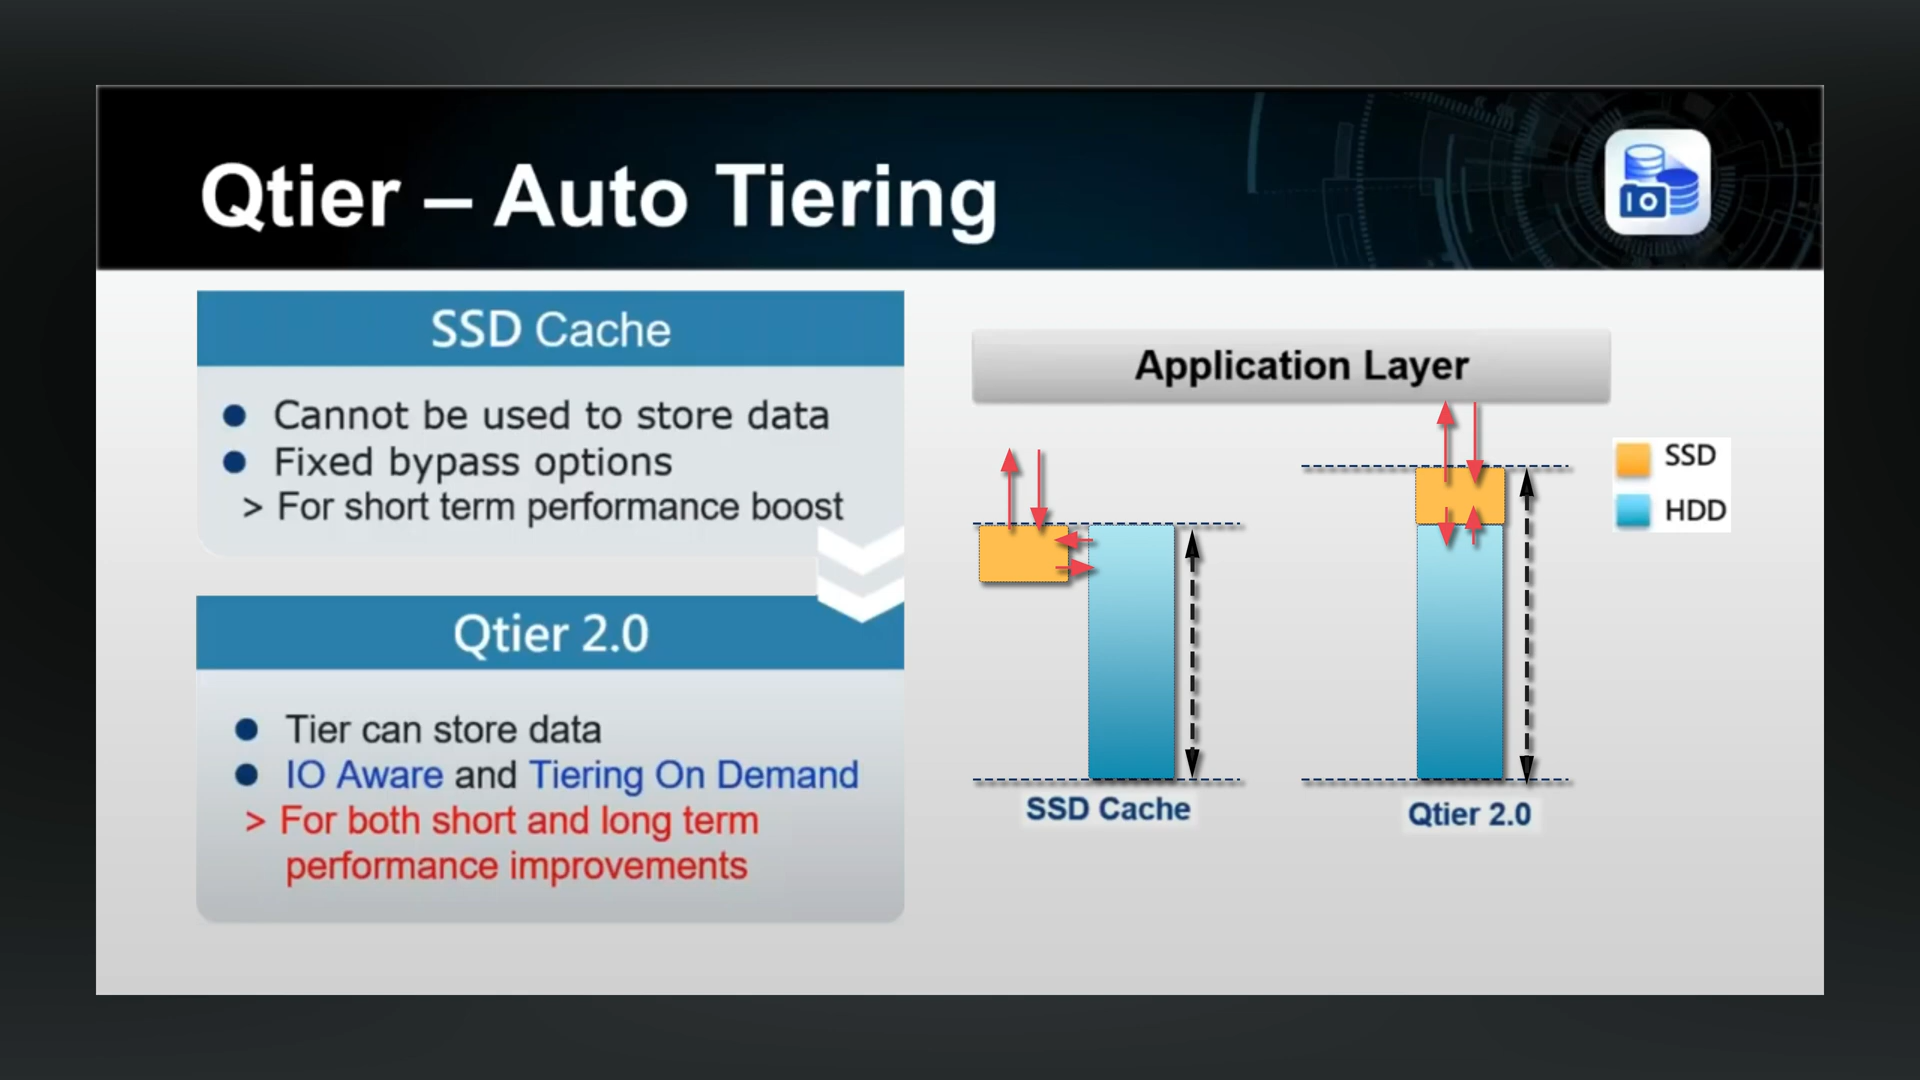 Qtier – Auto Tiering
IO
SSD Cache
● Cannot be used to store data
● Fixed bypass options
> For short term performance boost
Qtier 2.0
● Tier can store data
● IO Aware and Tiering On Demand
> For both short and long term
performance improvements
Application Layer
SSD
HDD
SSD Cache
Qtier 2.0